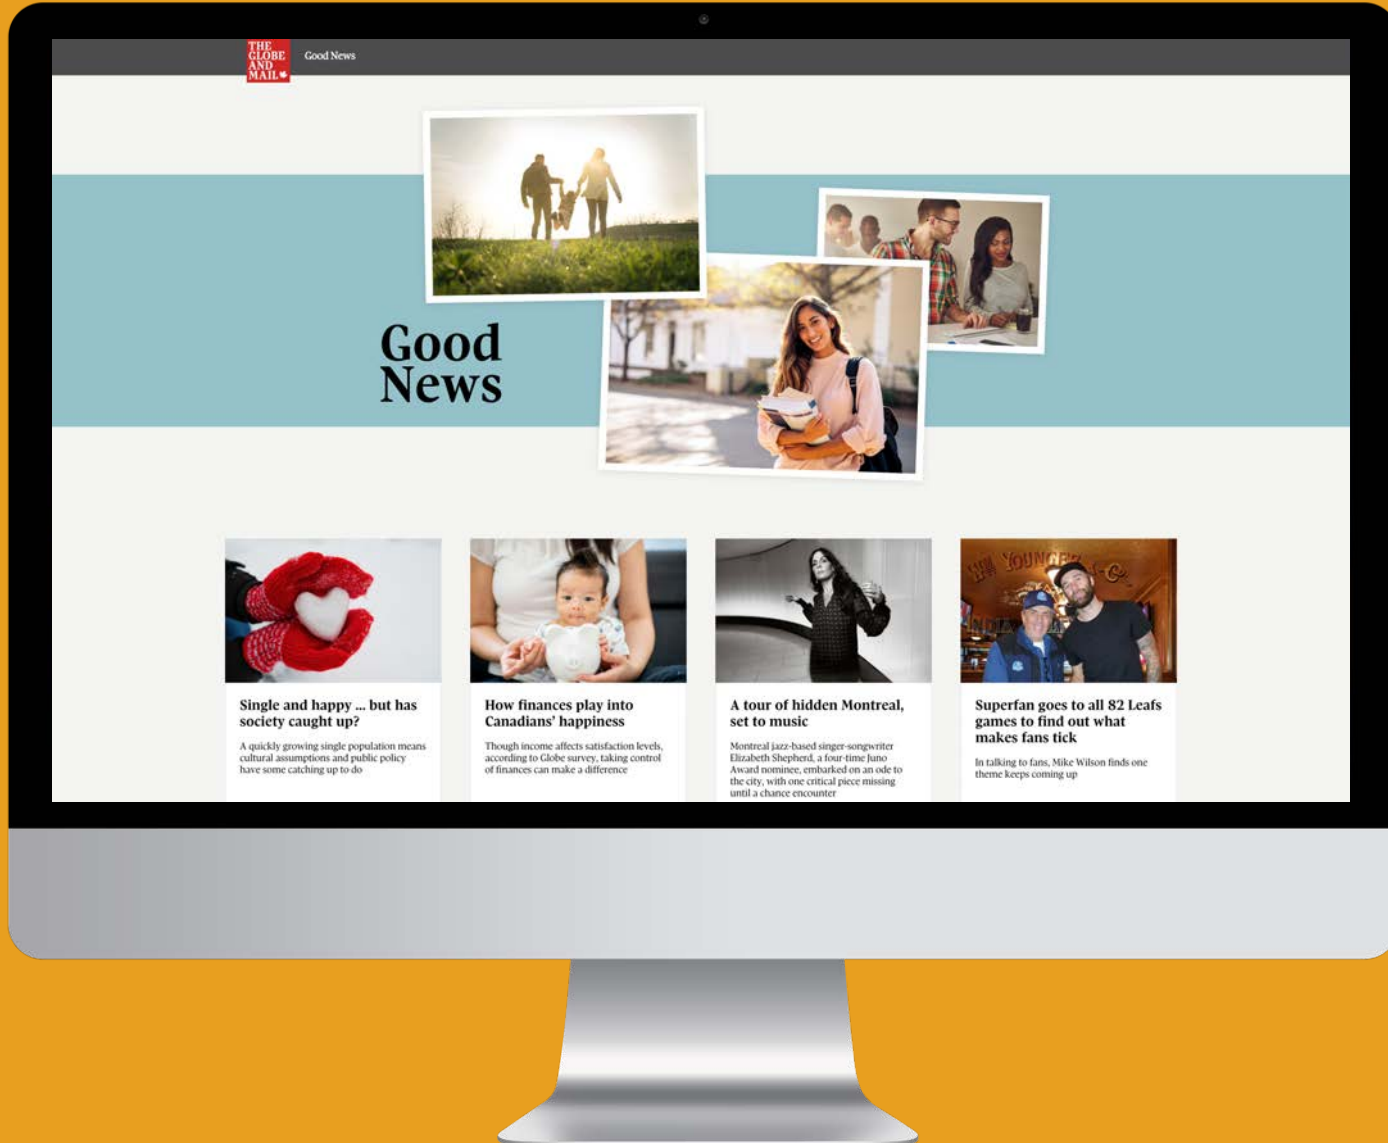 THE
GLOBE
AND
MAIL
Good News
Good
News
YOUNGER & Co.
Single and happy ... but has
society caught up?
A quickly growing single population means
cultural assumptions and public policy
have some catching up to do
How finances play into
Canadians’ happiness
Though income affects satisfaction levels,
according to Globe survey, taking control
of finances can make a difference
A tour of hidden Montreal,
set to music
Montreal jazz-based singer-songwriter
Elizabeth Shepherd, a four-time Juno
Award nominee, embarked on an ode to
the city, with one critical piece missing
until a chance encounter
Superfan goes to all 82 Leafs
games to find out what
makes fans tick
In talking to fans, Mike Wilson finds one
theme keeps coming up